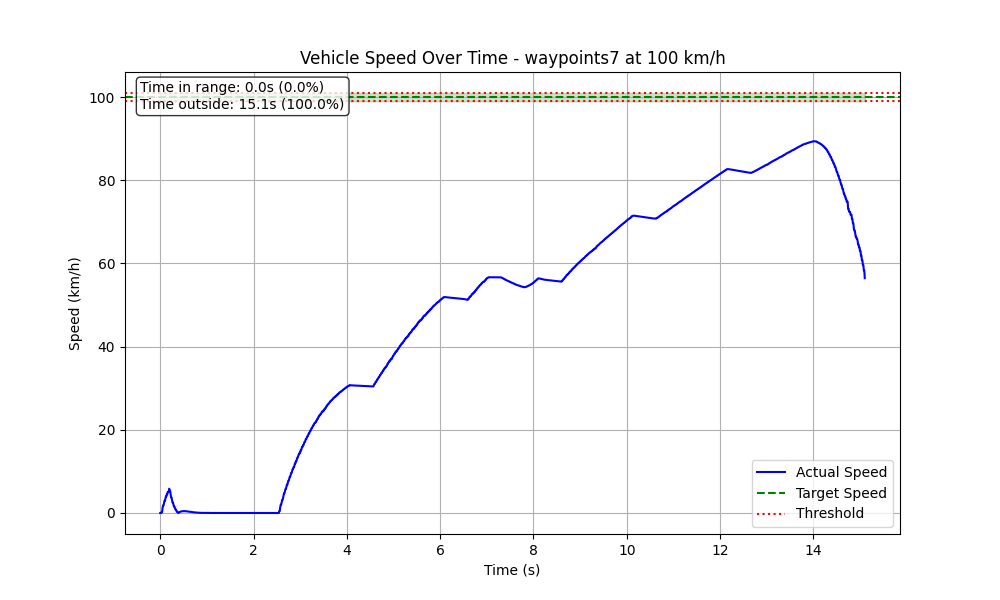 Vehicle Speed Over Time - waypoints7 at 100 km/h
Time in range: 0.0s (0.0%)
Time outside: 15.1s (100.0%)
100
80
60
40
20
0
Speed (km/h)
Actual Speed
Target Speed
Threshold
0 2 4 6 8 10 12 14
Time (s)